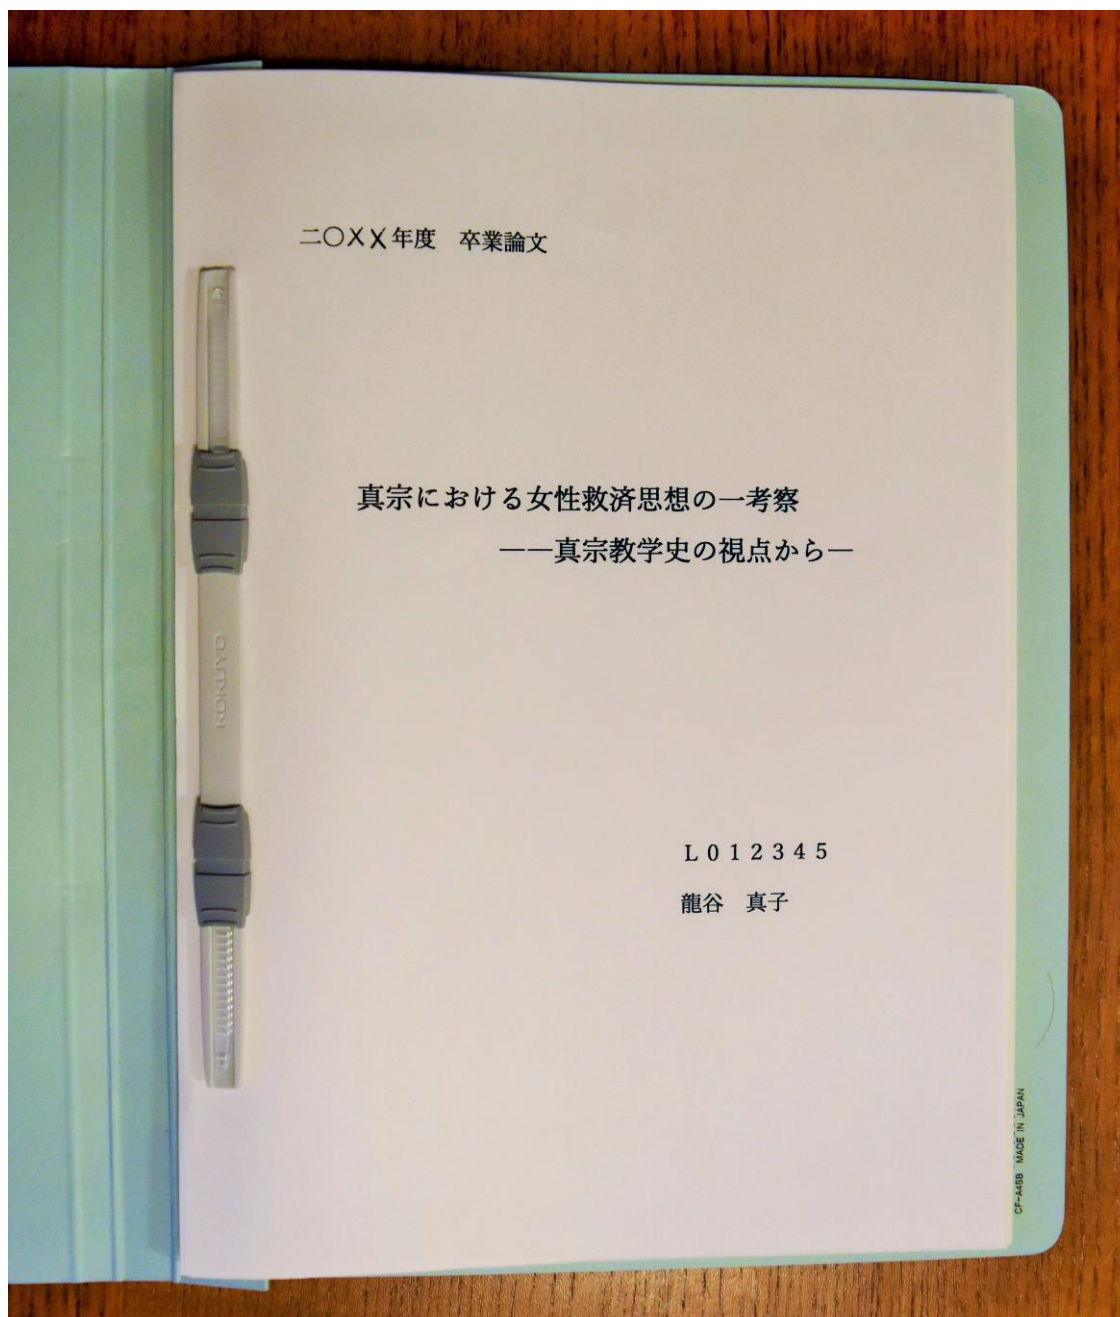 二〇XX年度　卒業論文
真宗における女性救済思想の一考察
――真宗教学史の視点から―
L012345
龍谷　真子
KOKUYO
CF-A4SB MADE IN JAPAN